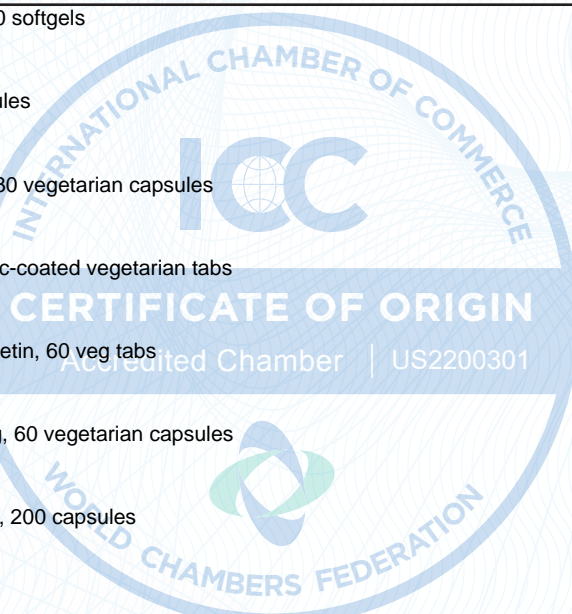 0 softgels
INTERNATIONAL CHAMBER OF COMMERCE
ules
ICC
30 vegetarian capsules
c-coated vegetarian tabs
CERTIFICATE OF ORIGIN
etin, 60 veg tabs
Accredited Chamber | US2200301
, 60 vegetarian capsules
, 200 capsules
WORLD CHAMBERS FEDERATION